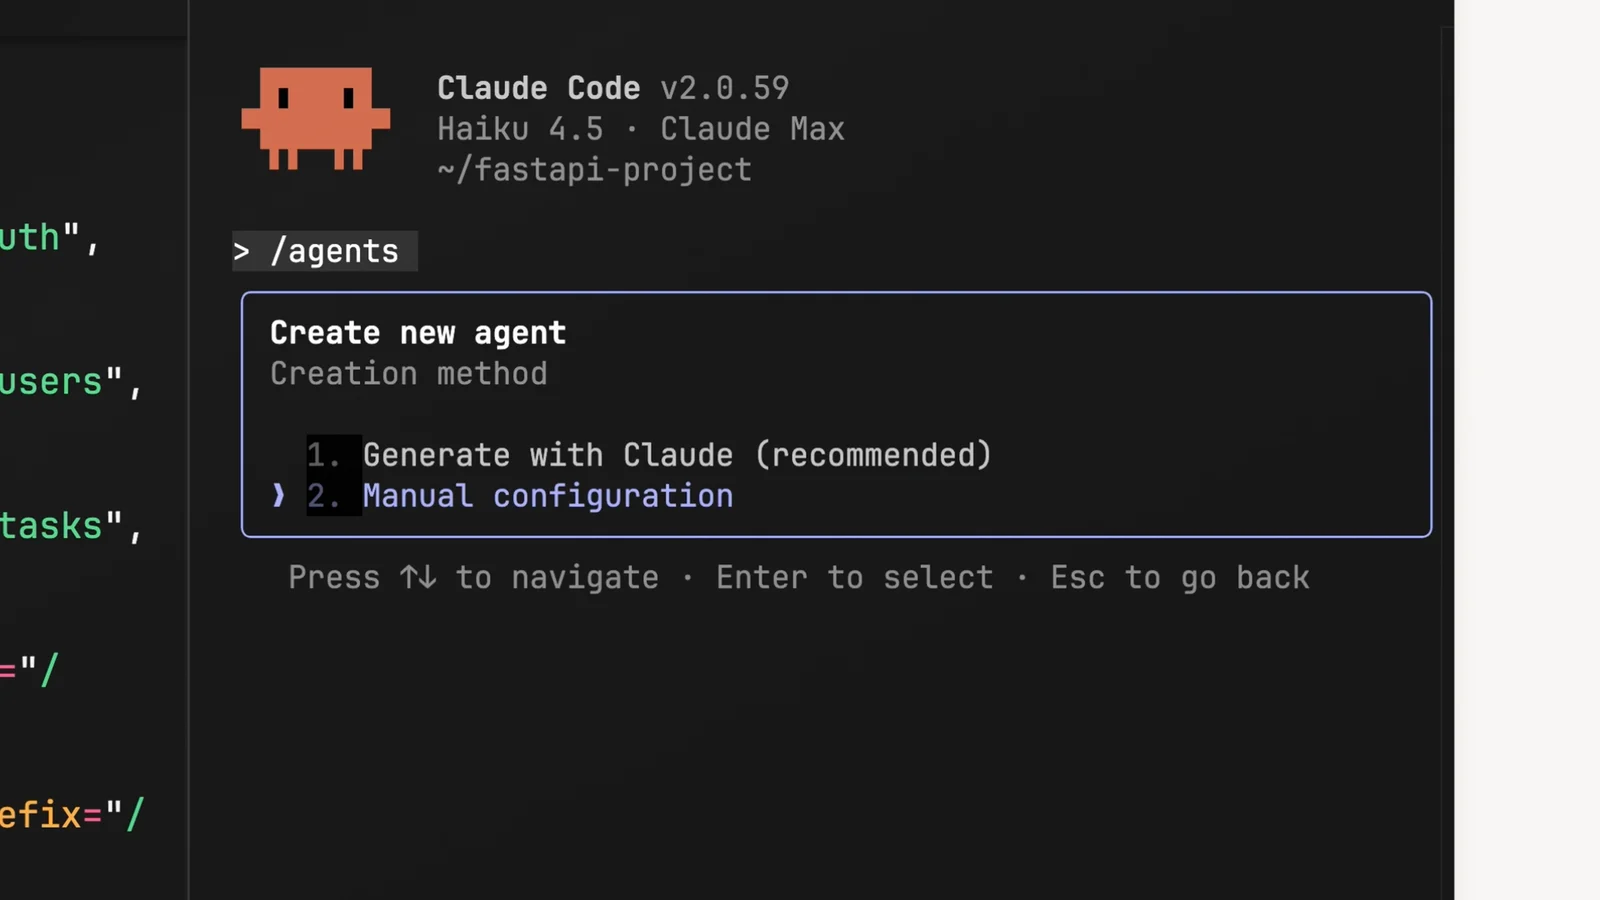 uth",
users",
tasks",
="/
efix="/
Claude Code v2.0.59
Haiku 4.5 · Claude Max
~/fastapi-project
> /agents
Create new agent
Creation method
1. Generate with Claude (recommended)
❯ 2. Manual configuration
Press ↑↓ to navigate · Enter to select · Esc to go back